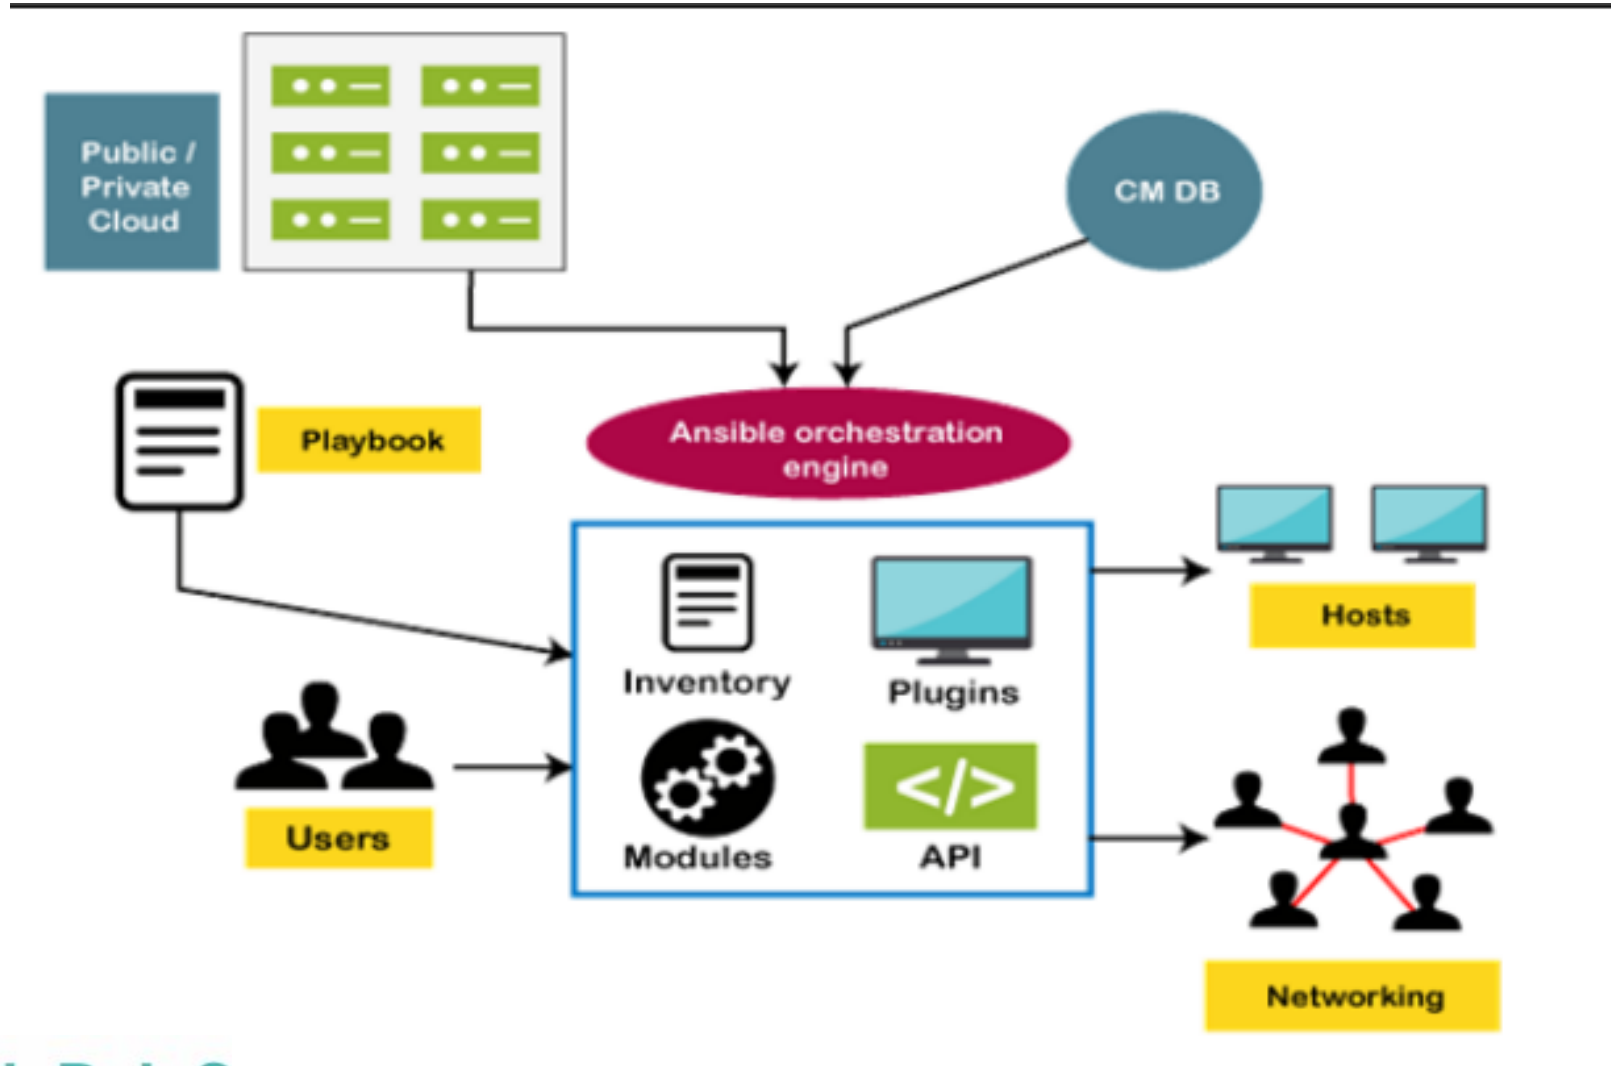 Public /
Private
Cloud
CM DB
Ansible orchestration
engine
Playbook
Inventory
Plugins
Hosts
Users
Modules
</>
API
Networking